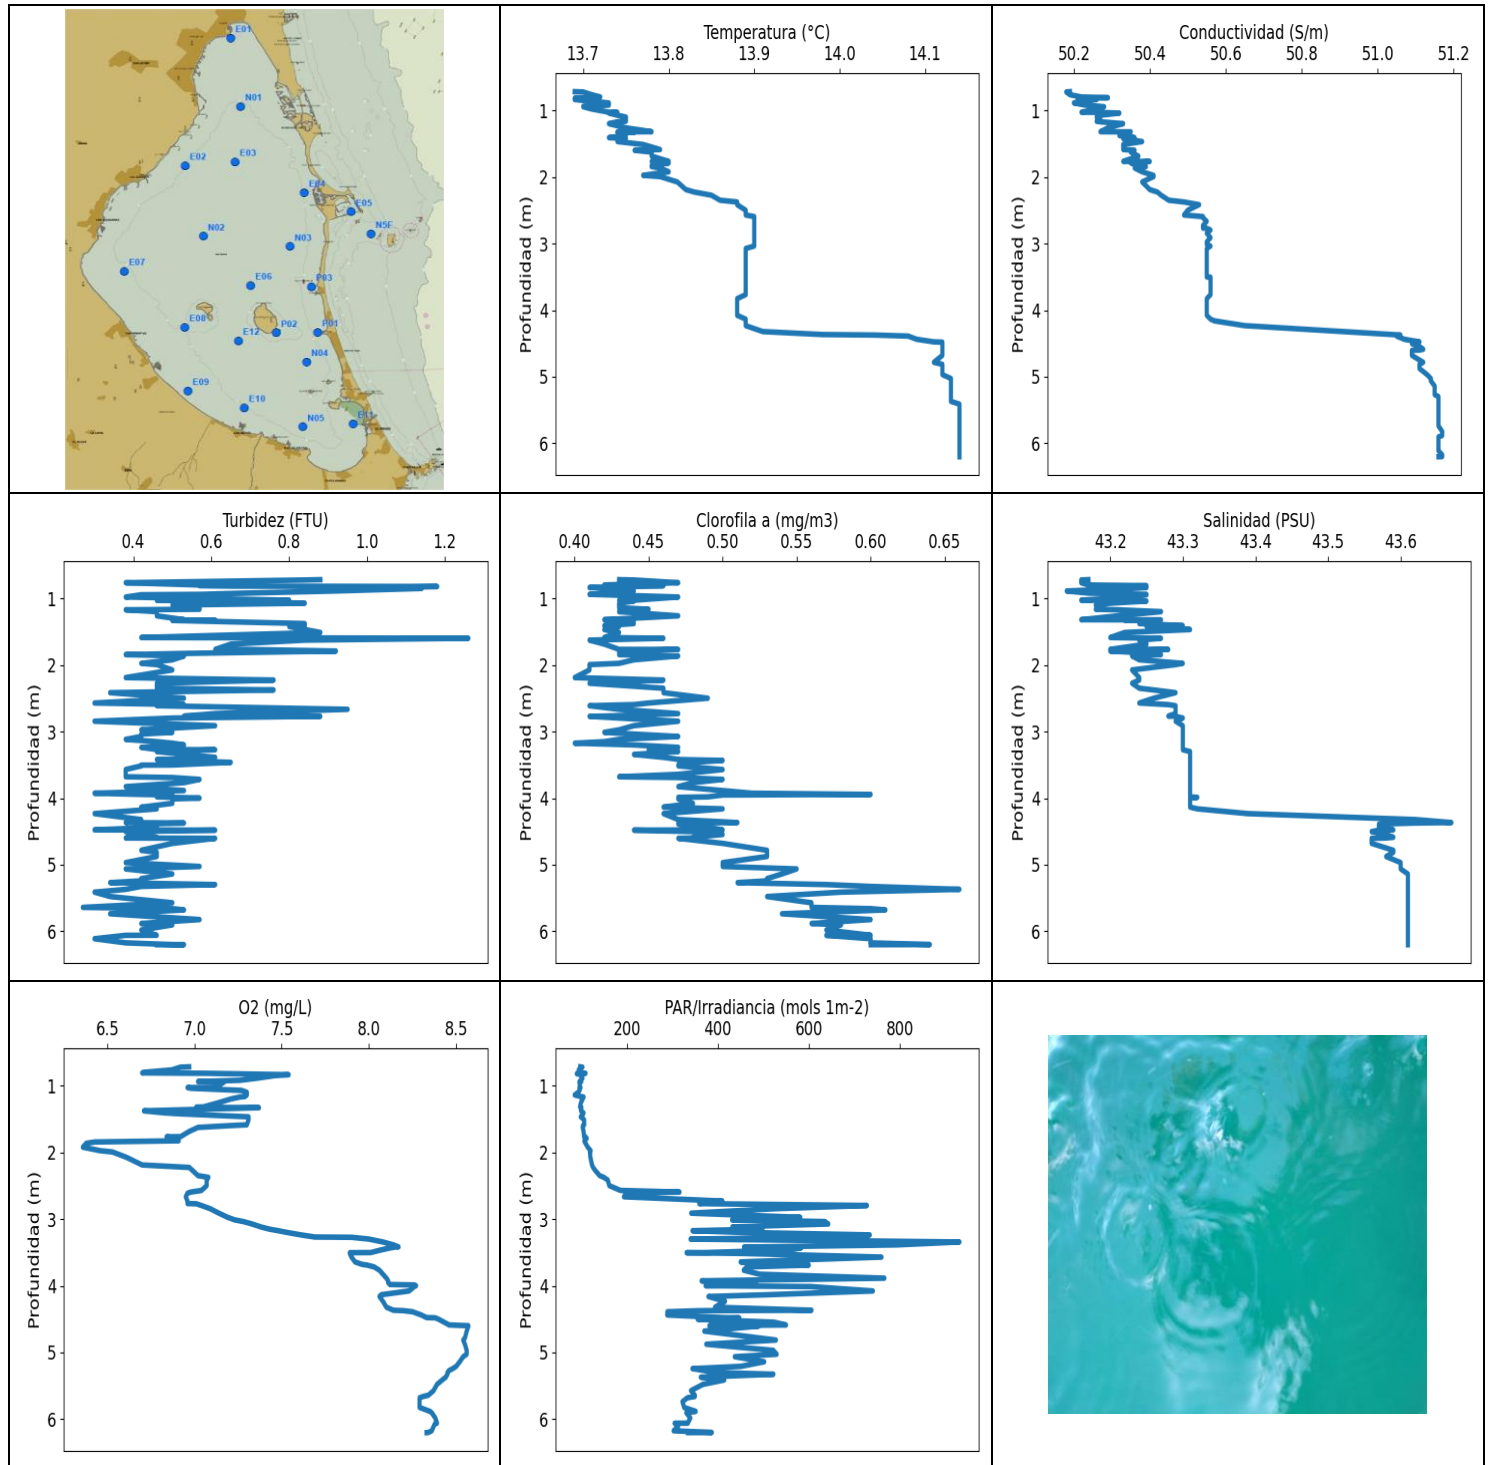 E01
N01
E02
E03
E04
E05
N5F
N02
N03
E07
E06
P03
E08
E12
P02
P01
N04
E09
E10
N05
E11
Temperatura (°C)
13.7 13.8 13.9 14.0 14.1
Profundidad (m)
1
2
3
4
5
6
Conductividad (S/m)
50.2 50.4 50.6 50.8 51.0 51.2
Profundidad (m)
1
2
3
4
5
6
Turbidez (FTU)
0.4 0.6 0.8 1.0 1.2
Profundidad (m)
1
2
3
4
5
6
Clorofila a (mg/m3)
0.40 0.45 0.50 0.55 0.60 0.65
Profundidad (m)
1
2
3
4
5
6
Salinidad (PSU)
43.2 43.3 43.4 43.5 43.6
Profundidad (m)
1
2
3
4
5
6
O2 (mg/L)
6.5 7.0 7.5 8.0 8.5
Profundidad (m)
1
2
3
4
5
6
PAR/Irradiancia (mols 1m-2)
200 400 600 800
Profundidad (m)
1
2
3
4
5
6